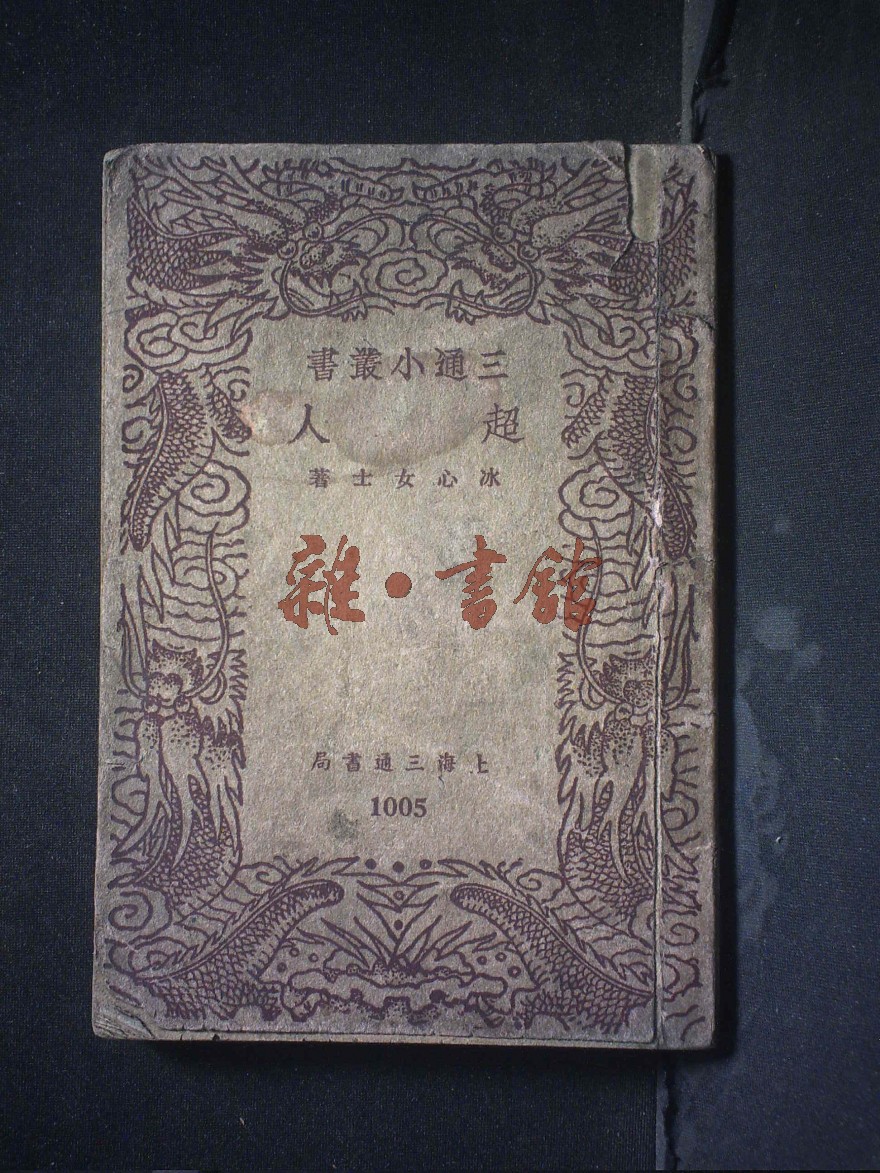 三通小叢書
超人
冰心女士著
雜·書館
上海三通書局
1005